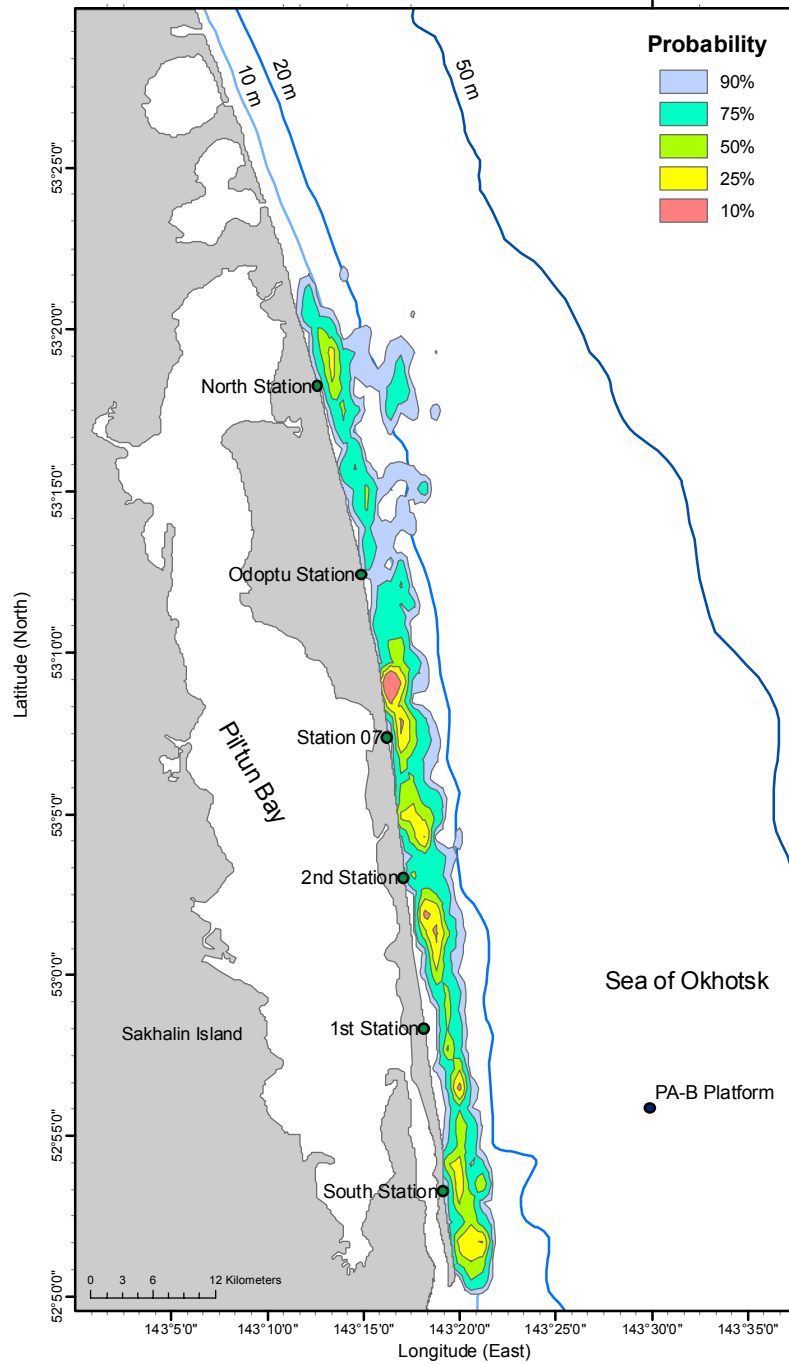 Probability
90%
75%
50%
25%
10%
10 m
20 m
50 m
North Station
Odoptu Station
Station 07
Pil'tun Bay
2nd Station
Sea of Okhotsk
Sakhalin Island
1st Station
PA-B Platform
South Station
0 3 6 12 Kilometers
53°25'0"
53°20'0"
53°15'0"
53°10'0"
53°5'0"
53°0'0"
52°55'0"
52°50'0"
Latitude (North)
143°5'0" 143°10'0" 143°15'0" 143°20'0" 143°25'0" 143°30'0" 143°35'0"
Longitude (East)